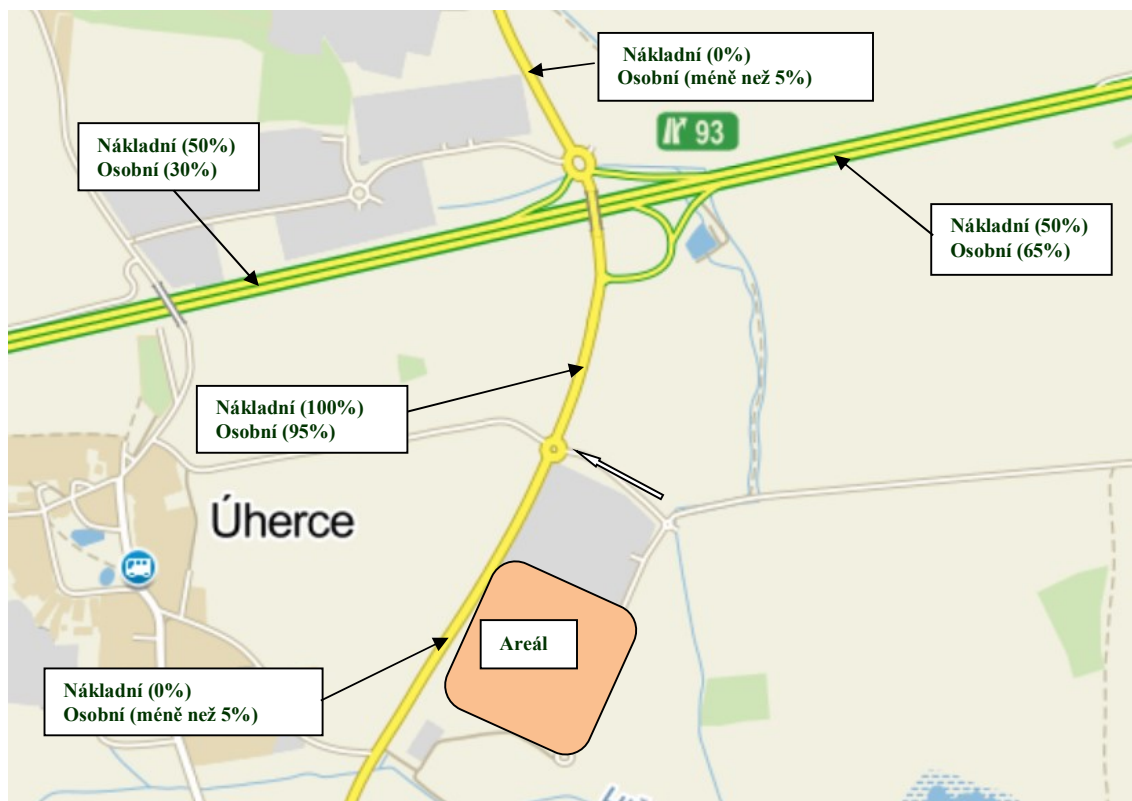 Nákladní (0%)
Osobní (méně než 5%)
93
Nákladní (50%)
Osobní (30%)
Nákladní (50%)
Osobní (65%)
Nákladní (100%)
Osobní (95%)
Úherce
Areál
Nákladní (0%)
Osobní (méně než 5%)